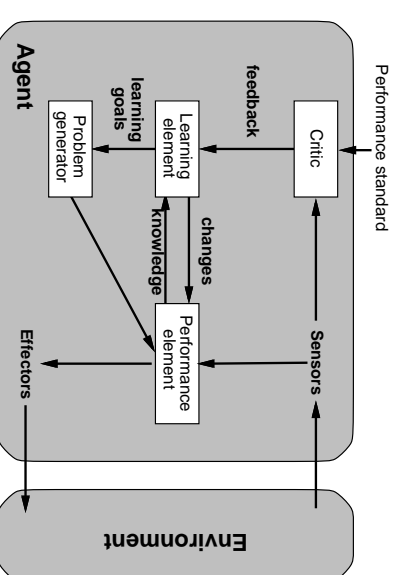 Performance standard
Critic
Sensors
feedback
Learning
element
changes
knowledge
Performance
element
learning
goals
Problem
generator
Agent
Effectors
Environment